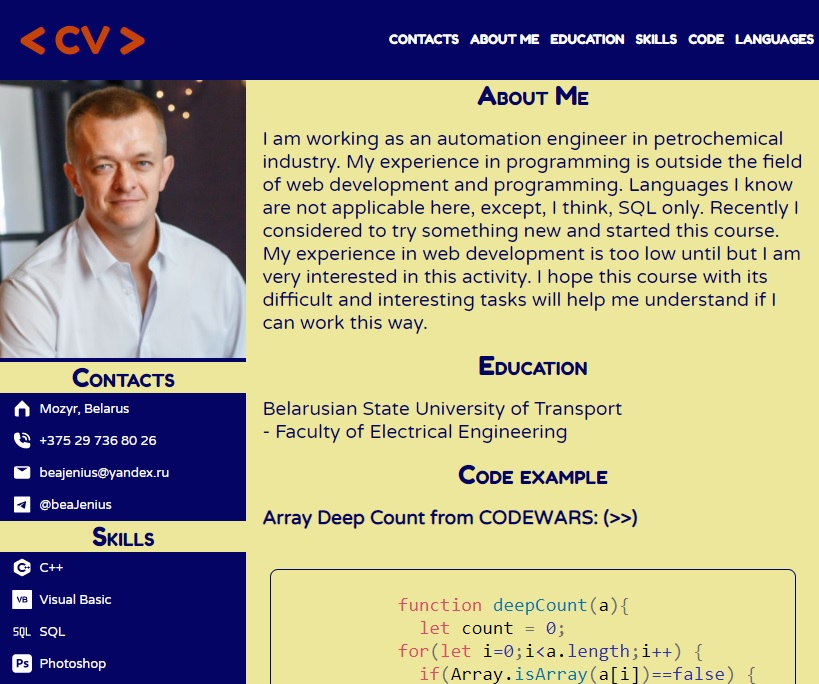 < CV >
CONTACTS ABOUT ME EDUCATION SKILLS CODE LANGUAGES
Contacts
Mozyr, Belarus
+375 29 736 80 26
beajenius@yandex.ru
@beaJenius
Skills
C++
VB Visual Basic
SQL SQL
Ps Photoshop
About Me
I am working as an automation engineer in petrochemical
industry. My experience in programming is outside the field
of web development and programming. Languages I know
are not applicable here, except, I think, SQL only. Recently I
considered to try something new and started this course.
My experience in web development is too low until but I am
very interested in this activity. I hope this course with its
difficult and interesting tasks will help me understand if I
can work this way.
Education
Belarusian State University of Transport
- Faculty of Electrical Engineering
Code example
Array Deep Count from CODEWARS: (>>)
function deepCount(a){
let count = 0;
for(let i=0;i<a.length;i++) {
if(Array.isArray(a[i])==false) {